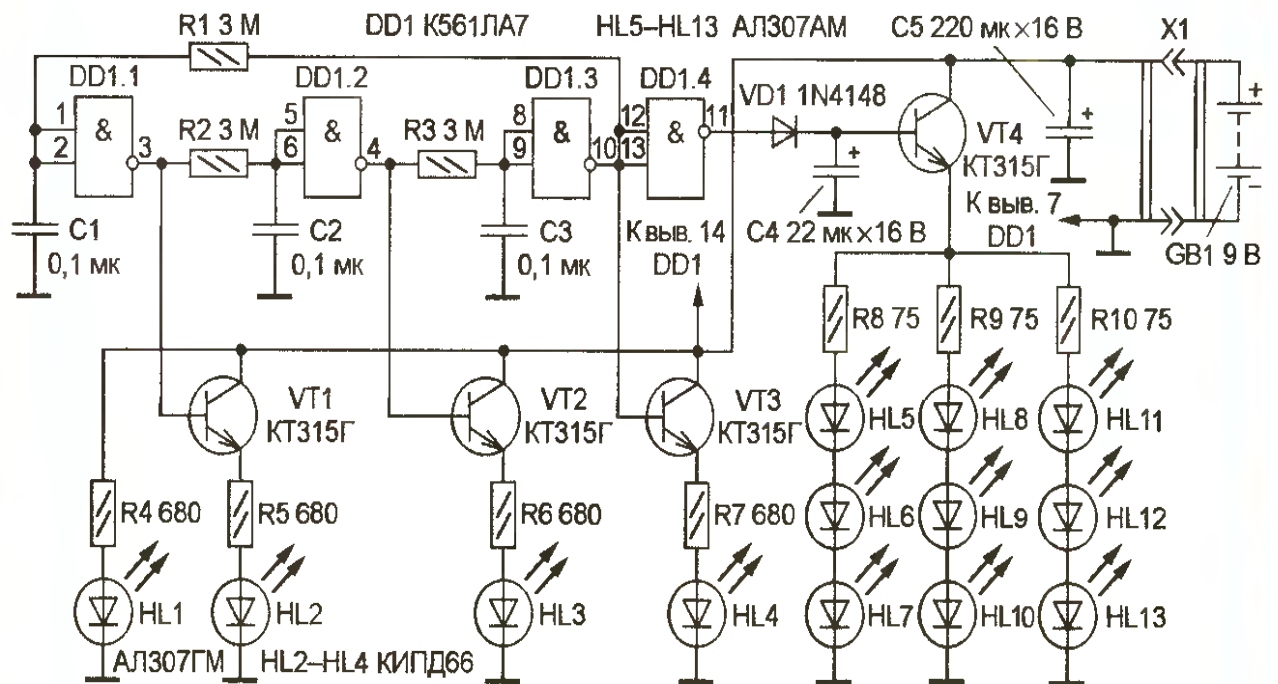 R1 3 М
DD1 К561ЛА7
HL5–HL13 АЛ307АМ
C5 220 мк×16 В
X1
DD1.1
DD1.2
DD1.3
DD1.4
VD1 1N4148
1
2
&
3
R2 3 М
5
6
&
4
R3 3 М
8
9
&
10
12
13
&
11
+
VT4
КТ315Г
+
+
−
C1
0,1 мк
C2
0,1 мк
C3
0,1 мк
К выв. 14
DD1
+
C4 22 мк×16 В
К выв. 7
DD1
GB1 9 В
VT1
КТ315Г
VT2
КТ315Г
VT3
КТ315Г
R8 75
R9 75
R10 75
HL5
HL8
HL11
R4 680
R5 680
R6 680
R7 680
HL6
HL9
HL12
HL1
HL2
HL3
HL4
HL7
HL10
HL13
АЛ307ГМ
HL2–HL4 КИПД66